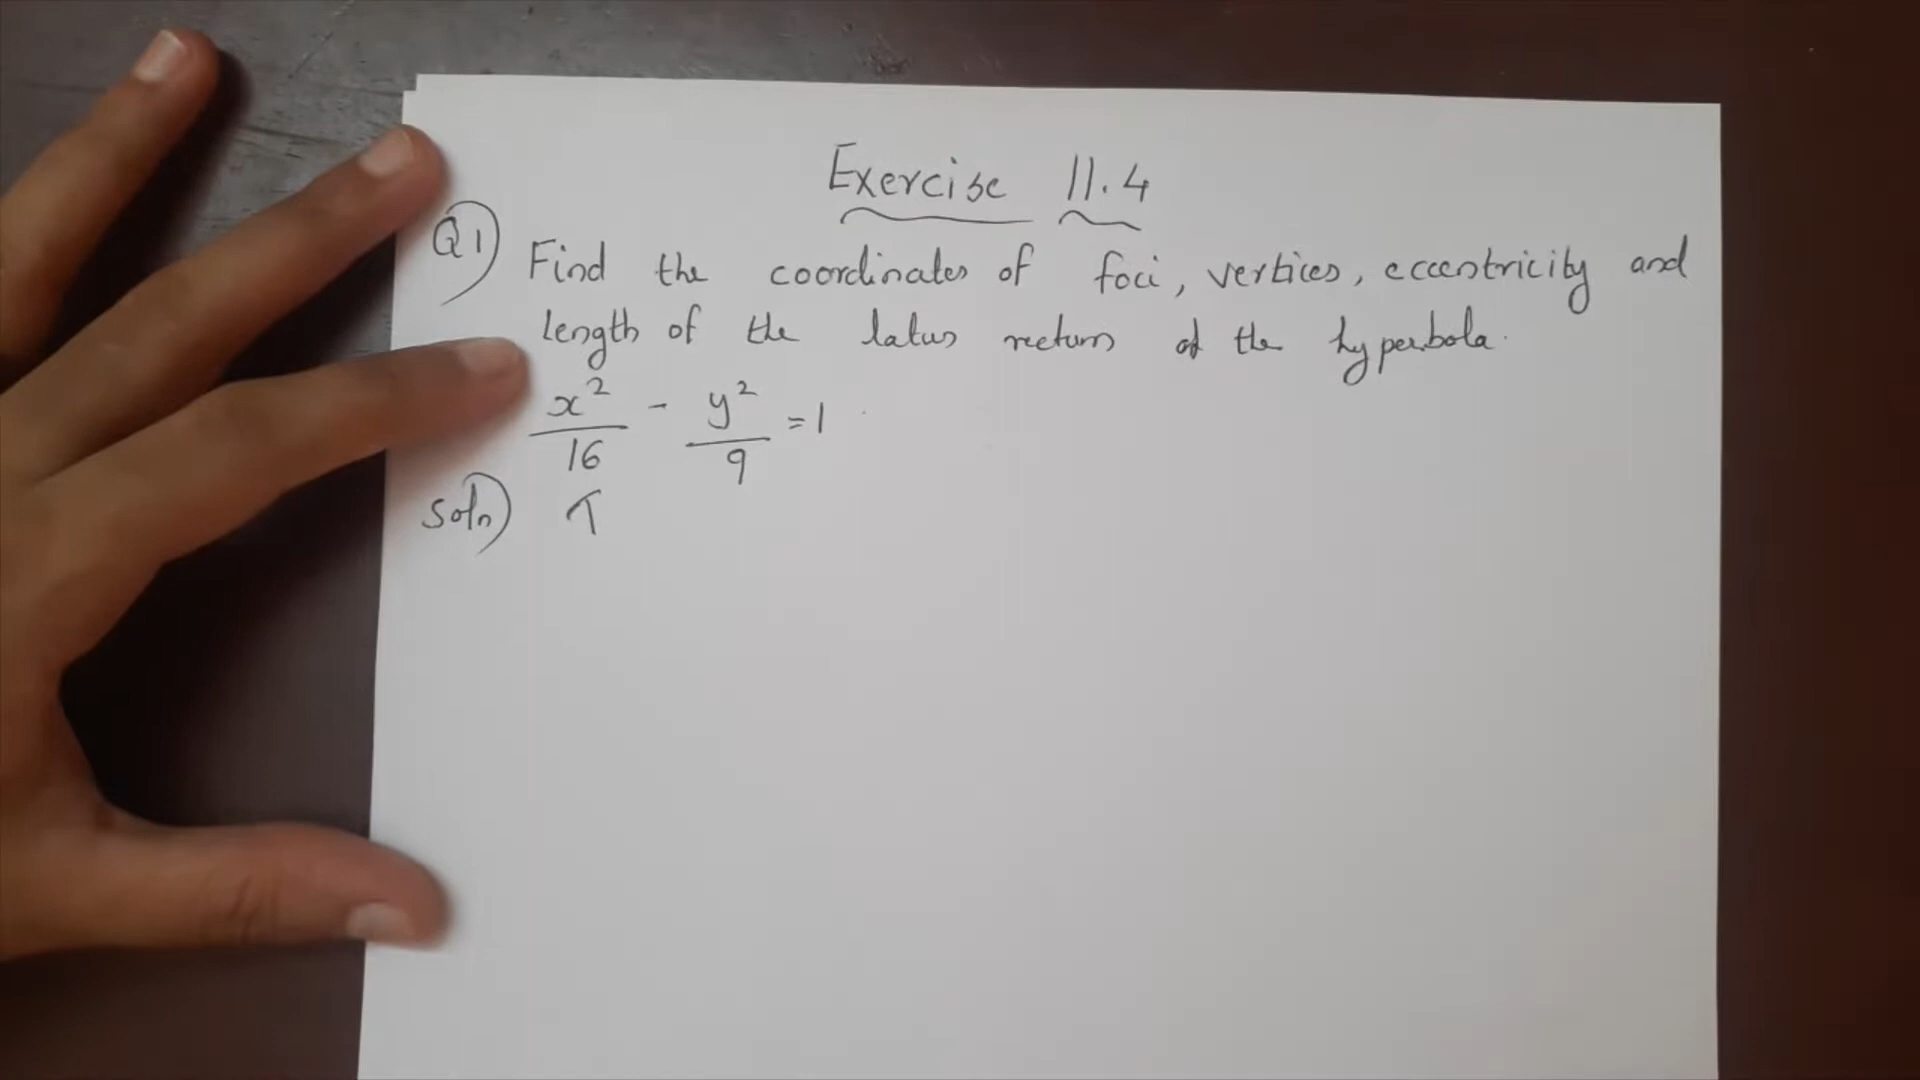 Exercise 11.4
Q1) Find the coordinates of foci, vertices, eccentricity and
length of the latus rectum of the hyperbola.
x²/16 - y²/9 = 1
Soln) T